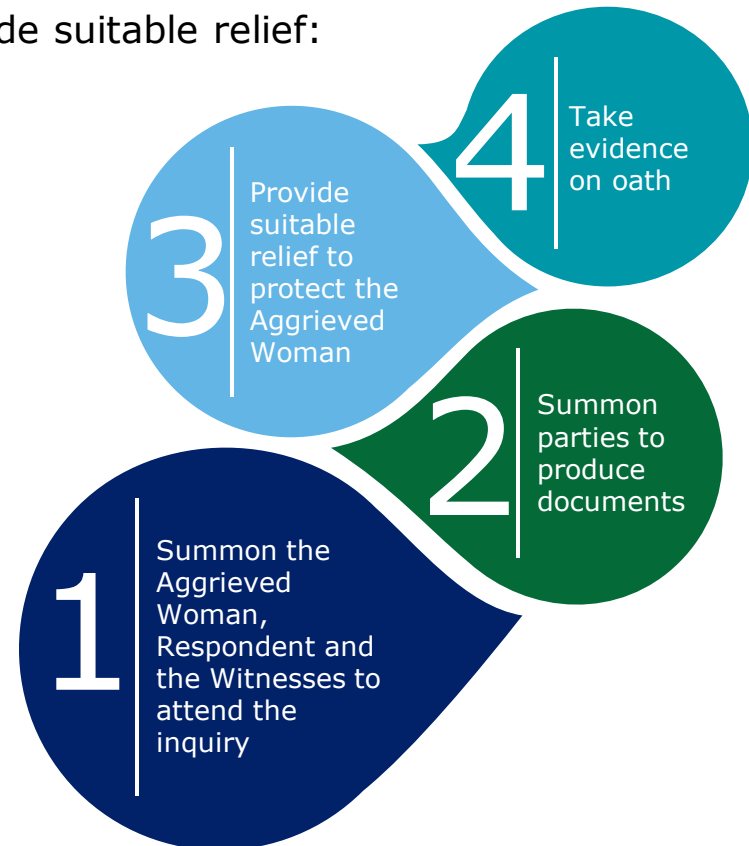 de suitable relief:
4
Take
evidence
on oath
3
Provide
suitable
relief to
protect the
Aggrieved
Woman
2
Summon
parties to
produce
documents
1
Summon the
Aggrieved
Woman,
Respondent and
the Witnesses to
attend the
inquiry